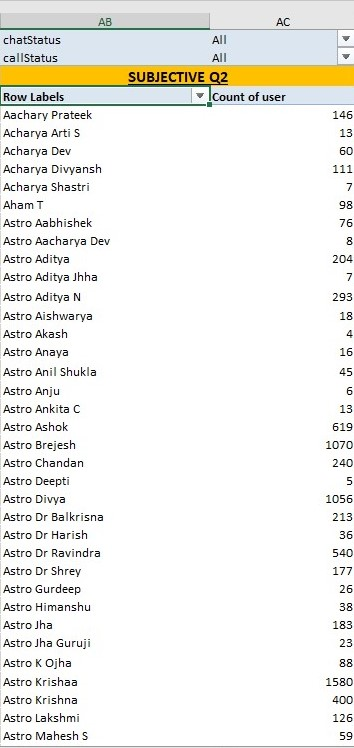 AB AC
chatStatus All
callStatus All
SUBJECTIVE Q2
Row Labels Count of user
Aachary Prateek 146
Acharya Arti S 13
Acharya Dev 60
Acharya Divyansh 111
Acharya Shastri 7
Aham T 98
Astro Aabhishek 76
Astro Aacharya Dev 8
Astro Aditya 204
Astro Aditya Jhha 7
Astro Aditya N 293
Astro Aishwarya 18
Astro Akash 4
Astro Anaya 16
Astro Anil Shukla 45
Astro Anju 6
Astro Ankita C 13
Astro Ashok 619
Astro Brejesh 1070
Astro Chandan 240
Astro Deepti 5
Astro Divya 1056
Astro Dr Balkrisna 213
Astro Dr Harish 36
Astro Dr Ravindra 540
Astro Dr Shrey 177
Astro Gurdeep 26
Astro Himanshu 38
Astro Jha 183
Astro Jha Guruji 23
Astro K Ojha 88
Astro Krishaa 1580
Astro Krishna 400
Astro Lakshmi 126
Astro Mahesh S 59